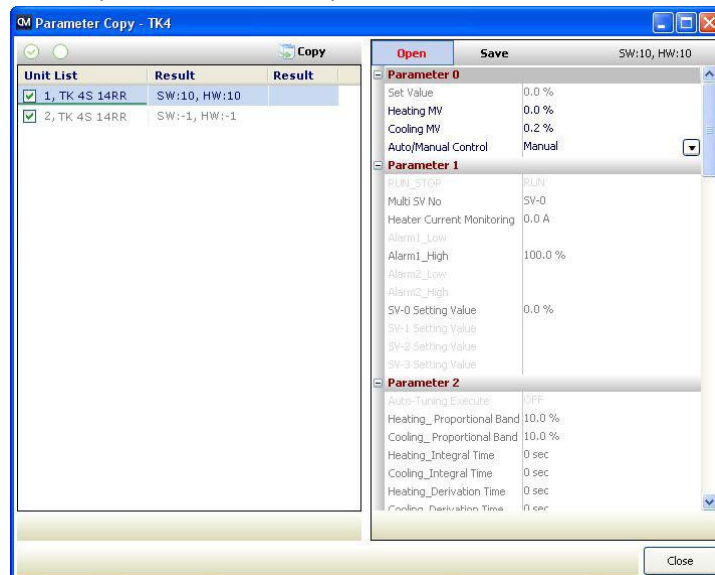 CM Parameter Copy - TK4
Copy
Unit List Result Result
1, TK 4S 14RR SW:10, HW:10
2, TK 4S 14RR SW:-1, HW:-1
Open Save SW:10, HW:10
Parameter 0
Set Value 0.0 %
Heating MV 0.0 %
Cooling MV 0.2 %
Auto/Manual Control Manual
Parameter 1
RUN_STOP RUN
Multi SV No SV-0
Heater Current Monitoring 0.0 A
Alarm1_Low
Alarm1_High 100.0 %
Alarm2_Low
Alarm2_High
SV-0 Setting Value 0.0 %
SV-1 Setting Value
SV-2 Setting Value
SV-3 Setting Value
Parameter 2
Auto-Tuning Execute OFF
Heating_ Proportional Band 10.0 %
Cooling_ Proportional Band 10.0 %
Heating_Integral Time 0 sec
Cooling_Integral Time 0 sec
Heating_Derivation Time 0 sec
Cooling_Derivation Time 0 sec
Close